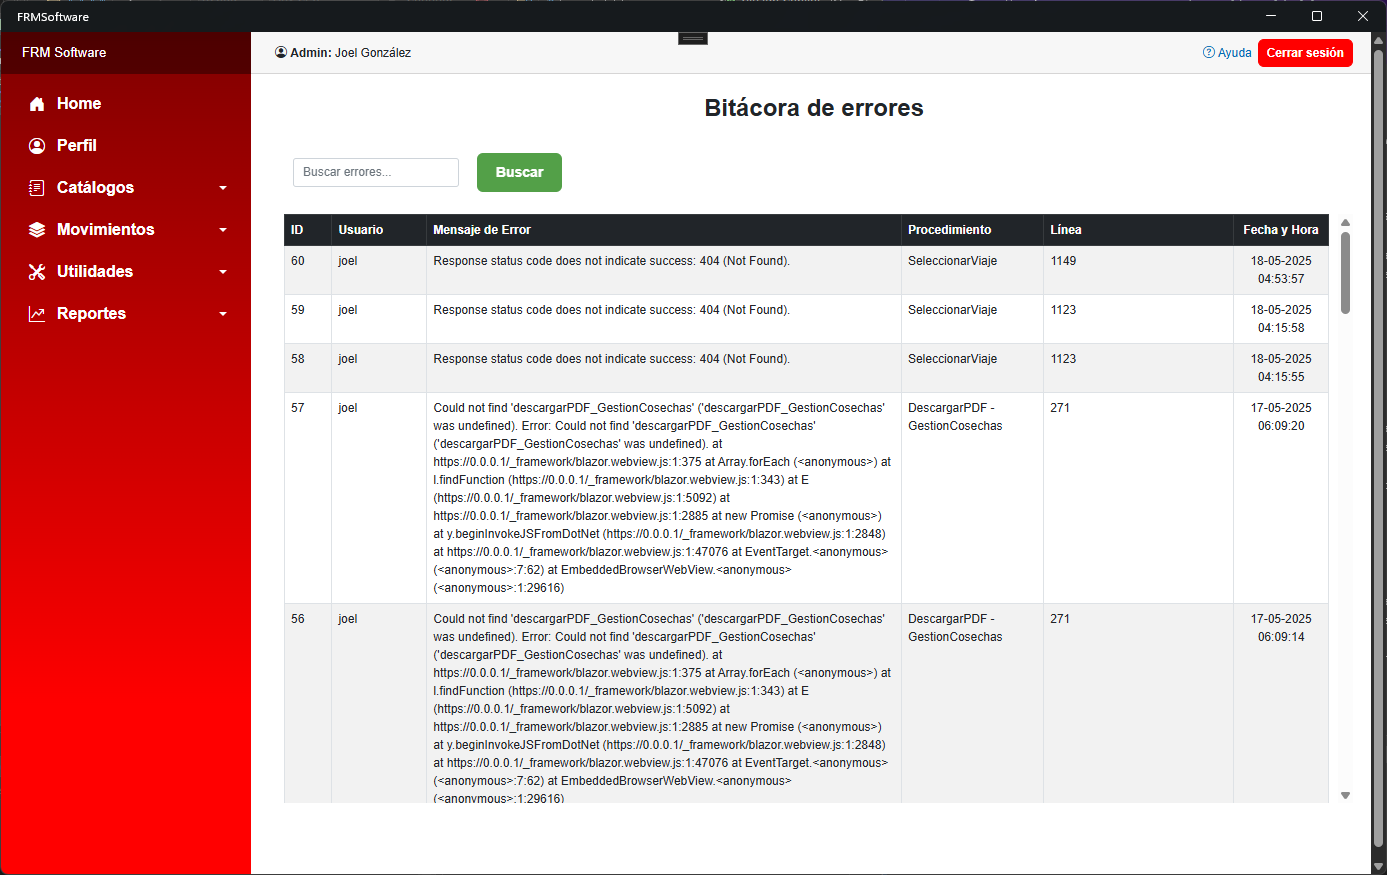 FRMSoftware
FRM Software
Admin: Joel González
Ayuda
Cerrar sesión
Home
Perfil
Catálogos
Movimientos
Utilidades
Reportes
Bitácora de errores
Buscar errores...
Buscar
ID Usuario Mensaje de Error Procedimiento Línea Fecha y Hora
60 joel Response status code does not indicate success: 404 (Not Found). SeleccionarViaje 1149 18-05-2025
04:53:57
59 joel Response status code does not indicate success: 404 (Not Found). SeleccionarViaje 1123 18-05-2025
04:15:58
58 joel Response status code does not indicate success: 404 (Not Found). SeleccionarViaje 1123 18-05-2025
04:15:55
57 joel Could not find 'descargarPDF_GestionCosechas' ('descargarPDF_GestionCosechas' DescargarPDF - 271 17-05-2025
was undefined). Error: Could not find 'descargarPDF_GestionCosechas' GestionCosechas 06:09:20
('descargarPDF_GestionCosechas' was undefined). at
https://0.0.0.1/_framework/blazor.webview.js:1:375 at Array.forEach (<anonymous>) at
l.findFunction (https://0.0.0.1/_framework/blazor.webview.js:1:343) at E
(https://0.0.0.1/_framework/blazor.webview.js:1:5092) at
https://0.0.0.1/_framework/blazor.webview.js:1:2885 at new Promise (<anonymous>)
at y.beginInvokeJSFromDotNet (https://0.0.0.1/_framework/blazor.webview.js:1:2848)
at https://0.0.0.1/_framework/blazor.webview.js:1:47076 at EventTarget.<anonymous>
(<anonymous>:7:62) at EmbeddedBrowserWebView.<anonymous>
(<anonymous>:1:29616)
56 joel Could not find 'descargarPDF_GestionCosechas' ('descargarPDF_GestionCosechas' DescargarPDF - 271 17-05-2025
was undefined). Error: Could not find 'descargarPDF_GestionCosechas' GestionCosechas 06:09:14
('descargarPDF_GestionCosechas' was undefined). at
https://0.0.0.1/_framework/blazor.webview.js:1:375 at Array.forEach (<anonymous>) at
l.findFunction (https://0.0.0.1/_framework/blazor.webview.js:1:343) at E
(https://0.0.0.1/_framework/blazor.webview.js:1:5092) at
https://0.0.0.1/_framework/blazor.webview.js:1:2885 at new Promise (<anonymous>)
at y.beginInvokeJSFromDotNet (https://0.0.0.1/_framework/blazor.webview.js:1:2848)
at https://0.0.0.1/_framework/blazor.webview.js:1:47076 at EventTarget.<anonymous>
(<anonymous>:7:62) at EmbeddedBrowserWebView.<anonymous>
(<anonymous>:1:29616)